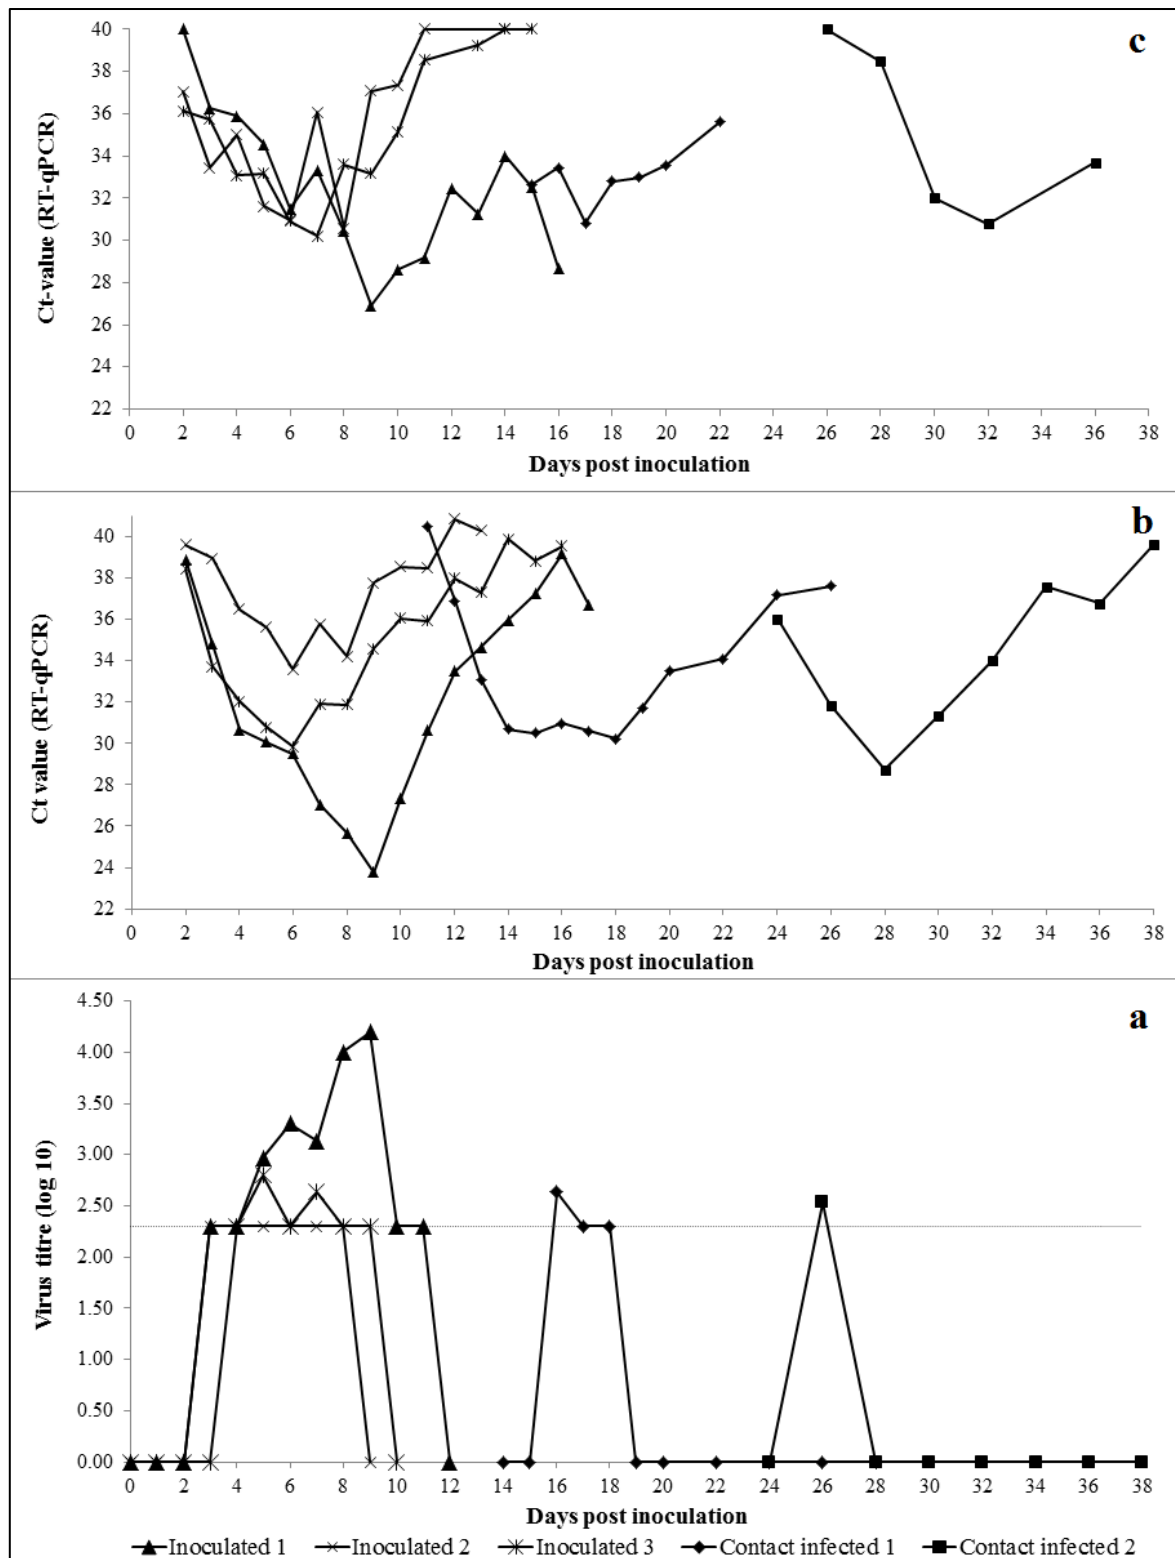 c
40
38
36
34
32
30
28
26
24
22
Ct-value (RT-qPCR)
0 2 4 6 8 10 12 14 16 18 20 22 24 26 28 30 32 34 36 38
Days post inoculation
b
40
38
36
34
32
30
28
26
24
22
Ct value (RT-qPCR)
0 2 4 6 8 10 12 14 16 18 20 22 24 26 28 30 32 34 36 38
Days post inoculation
a
4.50
4.00
3.50
3.00
2.50
2.00
1.50
1.00
0.50
0.00
Virus titre (log 10)
0 2 4 6 8 10 12 14 16 18 20 22 24 26 28 30 32 34 36 38
Days post inoculation
Inoculated 1 Inoculated 2 Inoculated 3 Contact infected 1 Contact infected 2